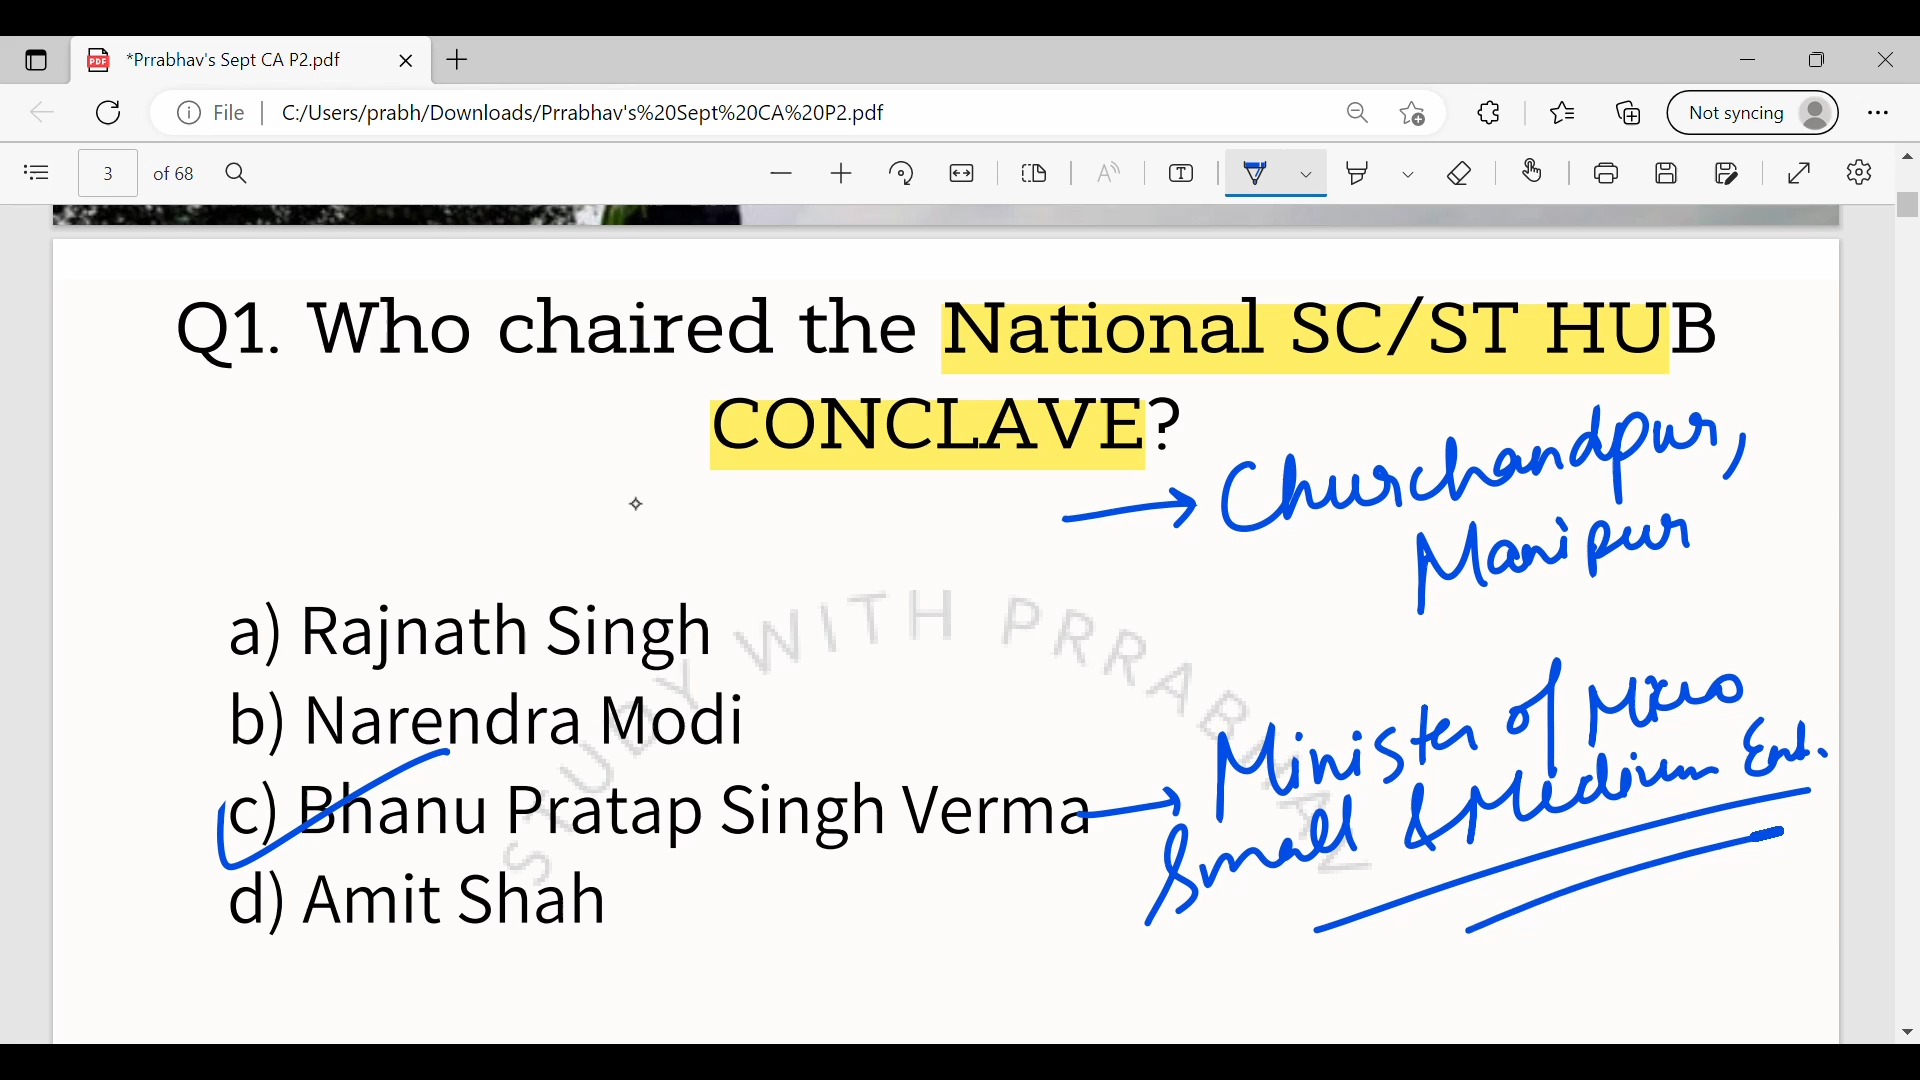 *Prrabhav's Sept CA P2.pdf
File
C:/Users/prabh/Downloads/Prrabhav's%20Sept%20CA%20P2.pdf
Not syncing
3 of 68
Q1. Who chaired the National SC/ST HUB
CONCLAVE?
→ Churchandpur,
Manipur
a) Rajnath Singh
b) Narendra Modi
c) Bhanu Pratap Singh Verma
d) Amit Shah
→ Minister of Micro
Small & Medium Ent.
STUDY WITH PRRABHAV